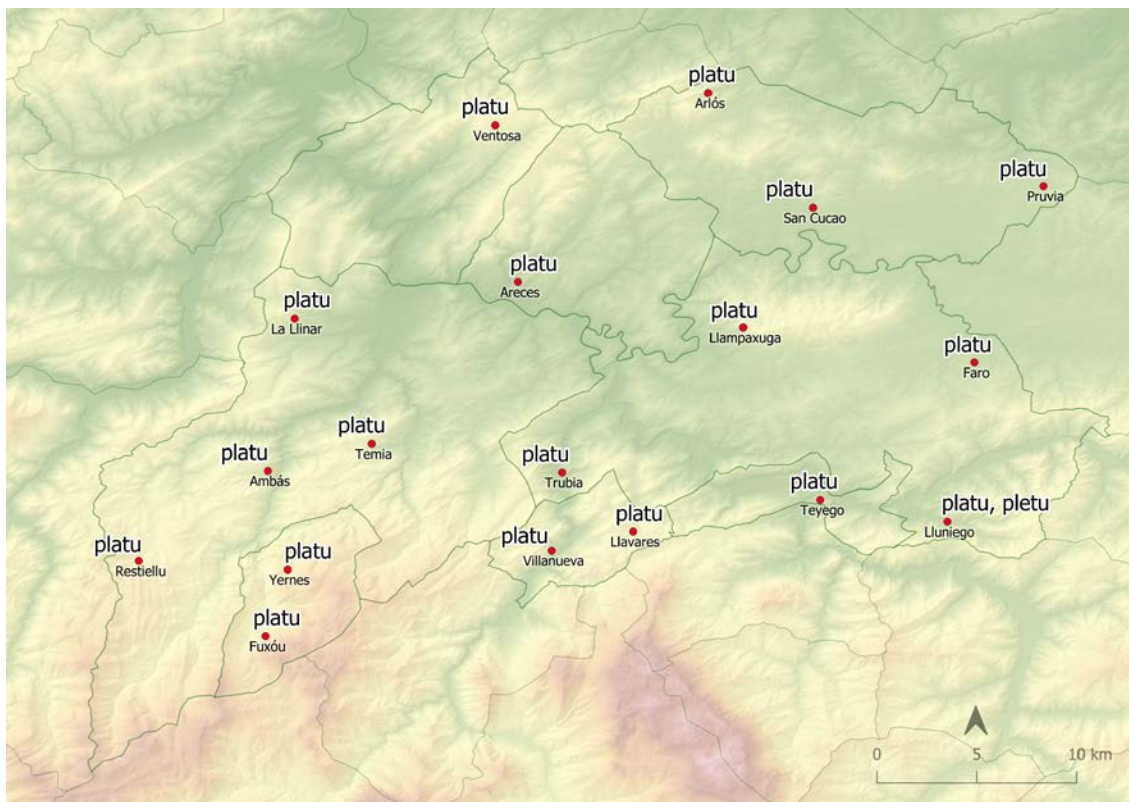 platu
Arlós
platu
Ventosa
platu
Pruvia
platu
San Cucao
platu
Areces
platu
La Llinar
platu
Llampaxuga
platu
Faro
platu
Temia
platu
Ambás
platu
Trubia
platu
Teyego
platu, pletu
Lluniego
platu
Llavares
platu
Villanueva
platu
Restiellu
platu
Yernes
platu
Fuxóu
0 5 10 km